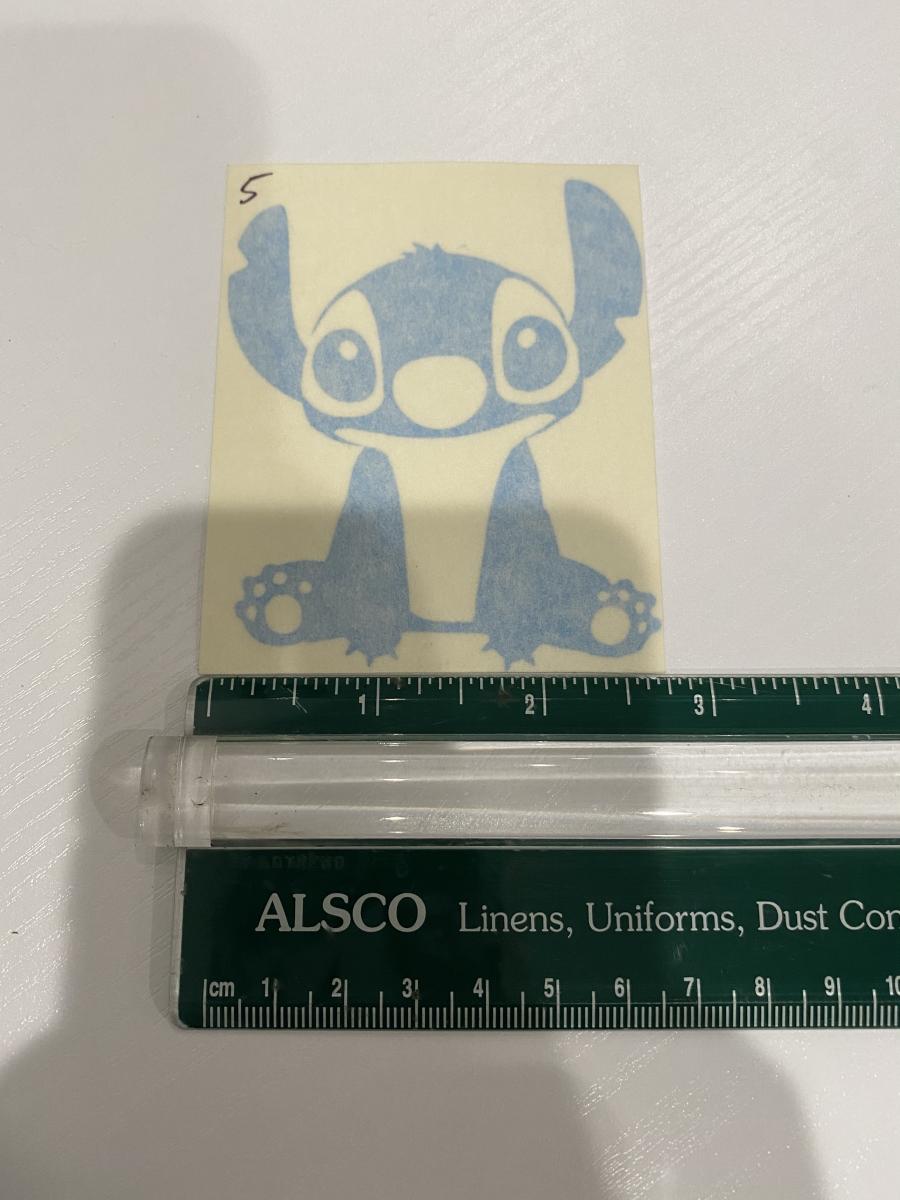 5
1 2 3 4
ALSCO Linens, Uniforms, Dust Con
cm 1 2 3 4 5 6 7 8 9 10